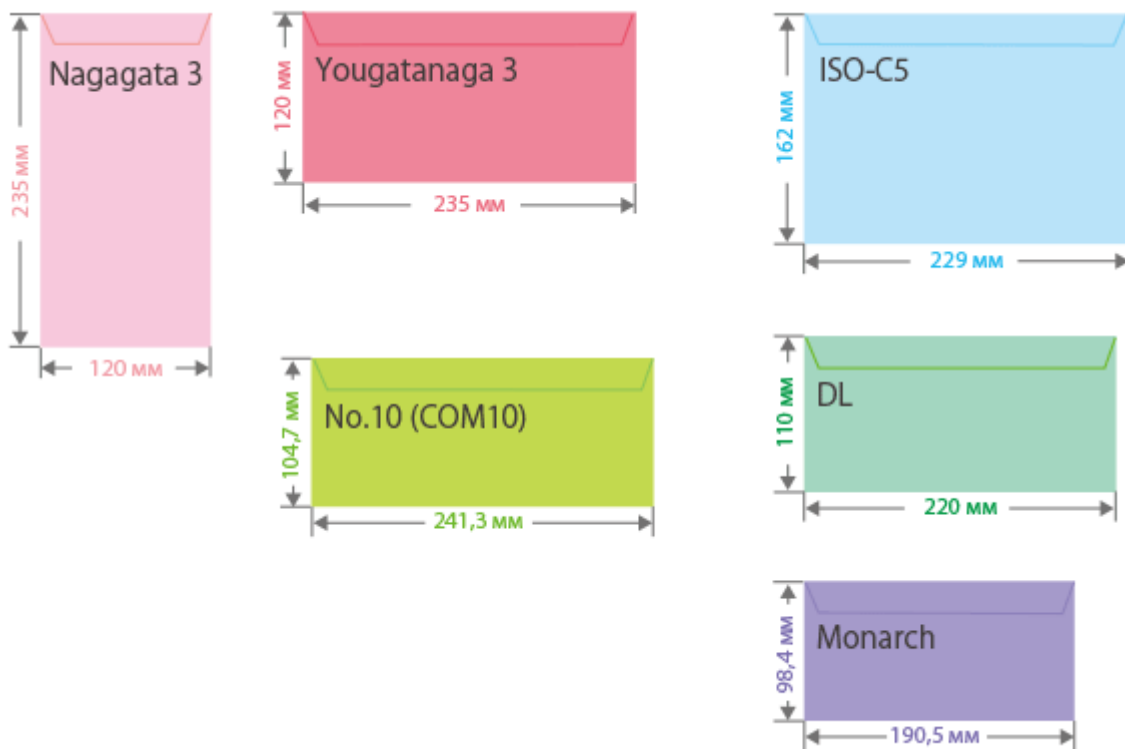 Nagagata 3
235 мм
120 мм
Yougatanaga 3
120 мм
235 мм
ISO-C5
162 мм
229 мм
No.10 (COM10)
104,7 мм
241,3 мм
DL
110 мм
220 мм
Monarch
98,4 мм
190,5 мм